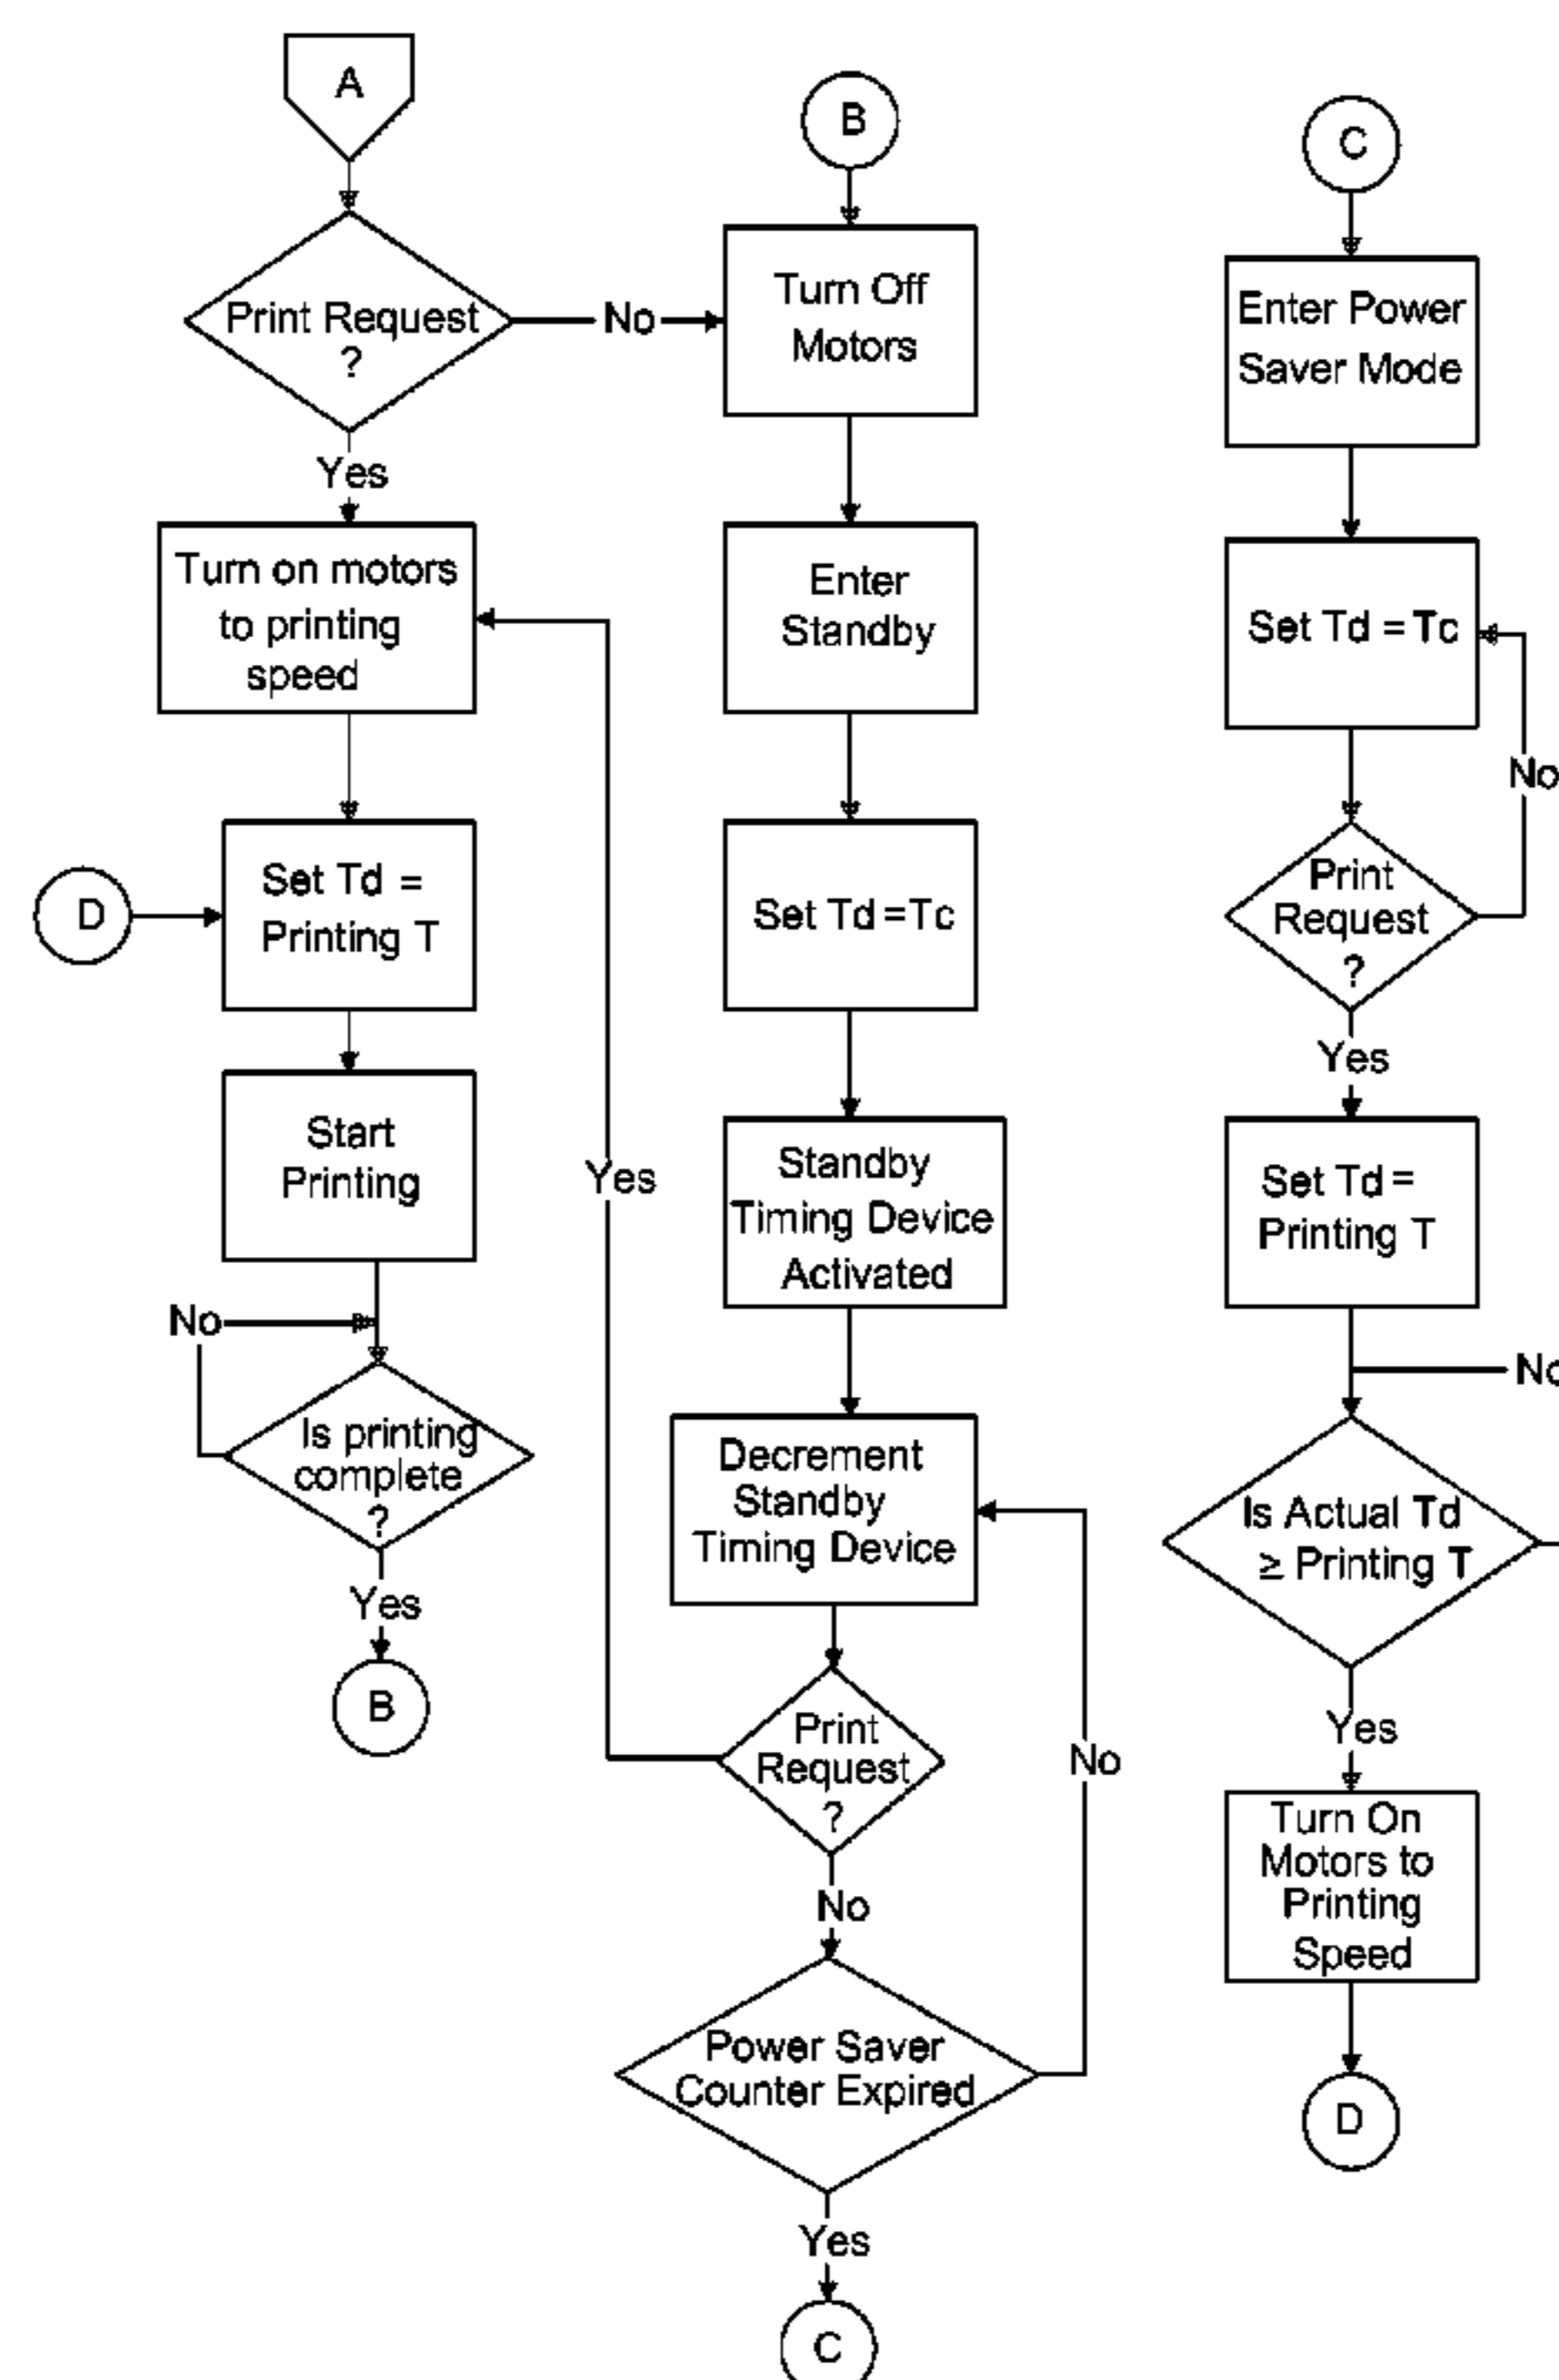 A
Print Request
?
No
Yes
Turn on motors
to printing
speed
D
Set Td =
Printing T
Start
Printing
No
Is printing
complete
?
Yes
B
B
Turn Off
Motors
Enter
Standby
Set Td =Tc
Standby
Timing Device
Activated
Decrement
Standby
Timing Device
Yes
Print
Request
?
No
No
Power Saver
Counter Expired
Yes
C
C
Enter Power
Saver Mode
Set Td = Tc
No
Print
Request
?
Yes
Set Td =
Printing T
No
Is Actual Td
≥ Printing T
Yes
Turn On
Motors to
Printing
Speed
D